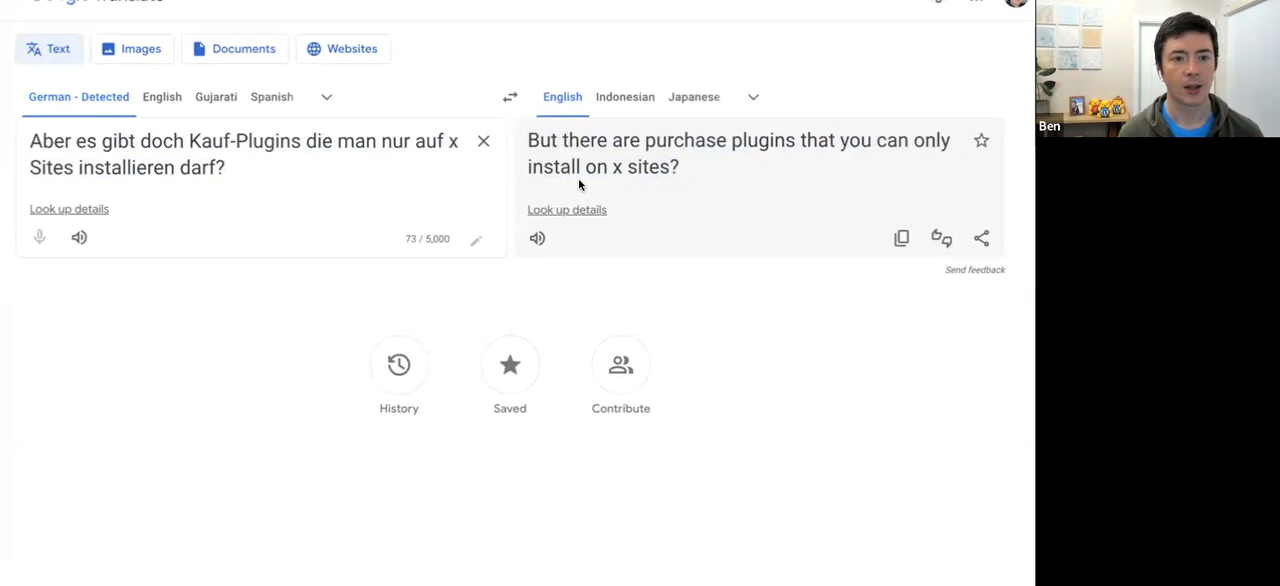 Text
Images
Documents
Websites
German - Detected
English
Gujarati
Spanish
English
Indonesian
Japanese
Aber es gibt doch Kauf-Plugins die man nur auf x
Sites installieren darf?
Look up details
73 / 5,000
But there are purchase plugins that you can only
install on x sites?
Look up details
Send feedback
History
Saved
Contribute
Ben